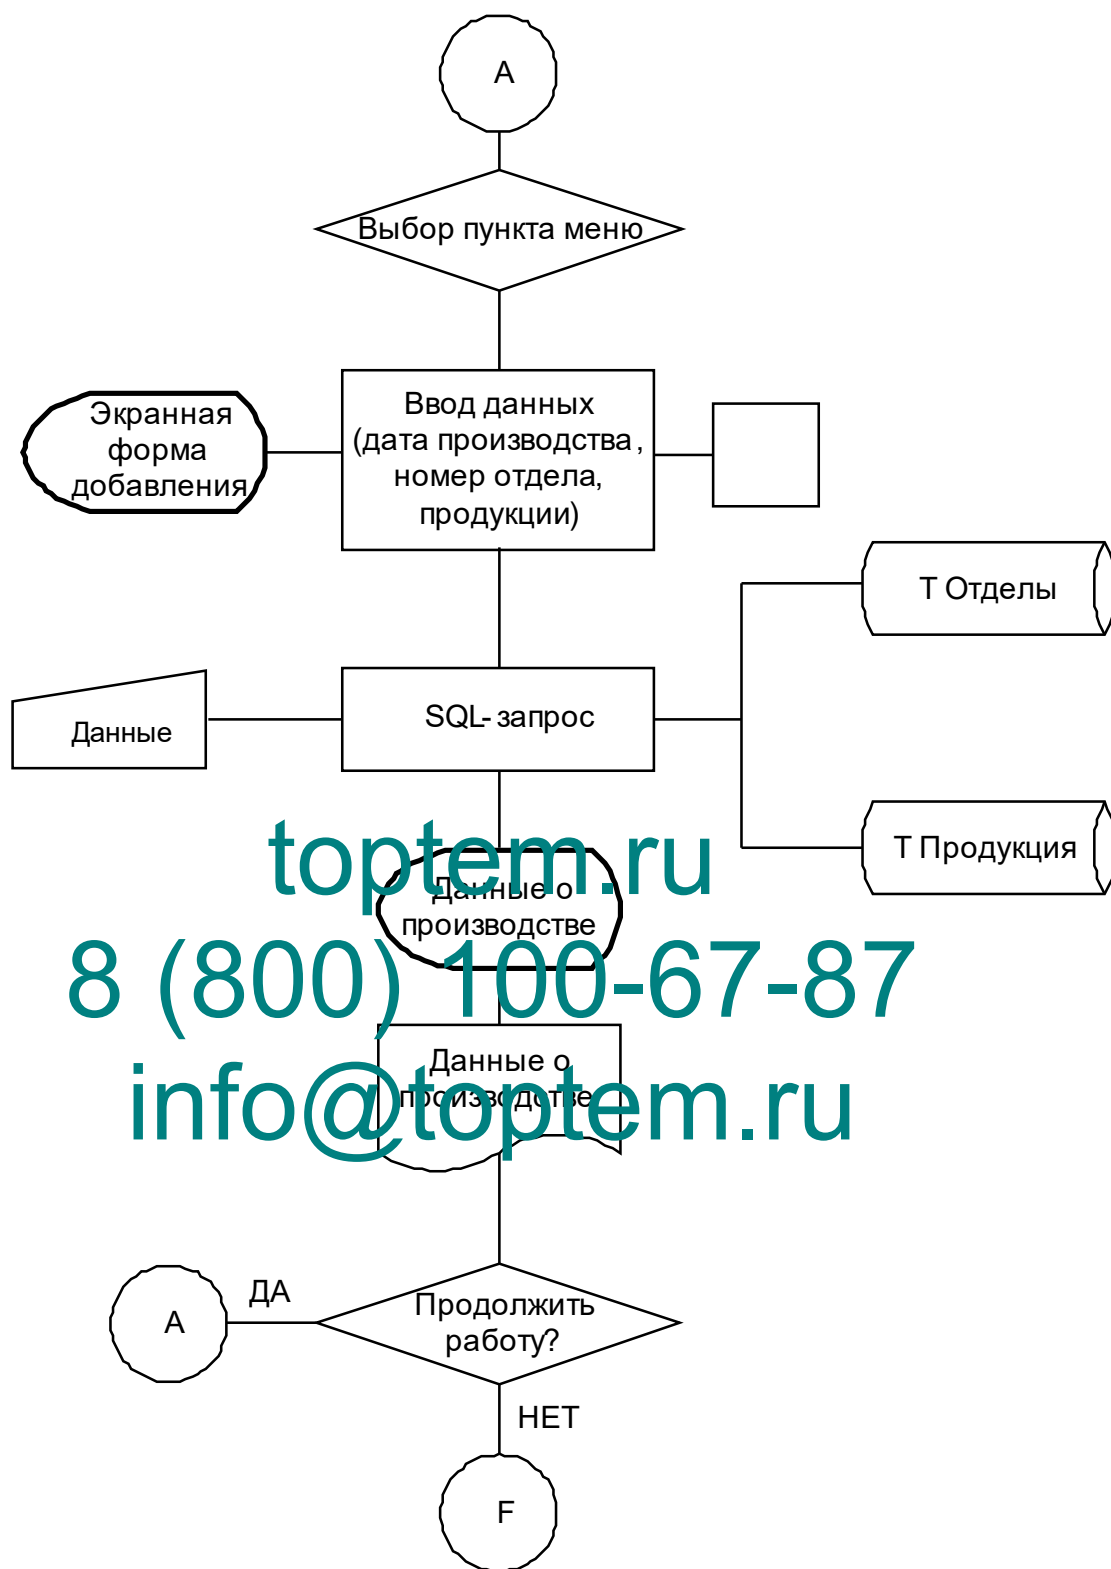 А
Выбор пункта меню
Экранная
форма
добавления
Ввод данных
(дата производства,
номер отдела,
продукции)
Т Отделы
Данные
SQL- запрос
Т Продукция
toptem.ru
Данные о
производстве
8 (800) 100-67-87
Данные о
производстве
info@toptem.ru
А
ДА
Продолжить
работу?
НЕТ
F